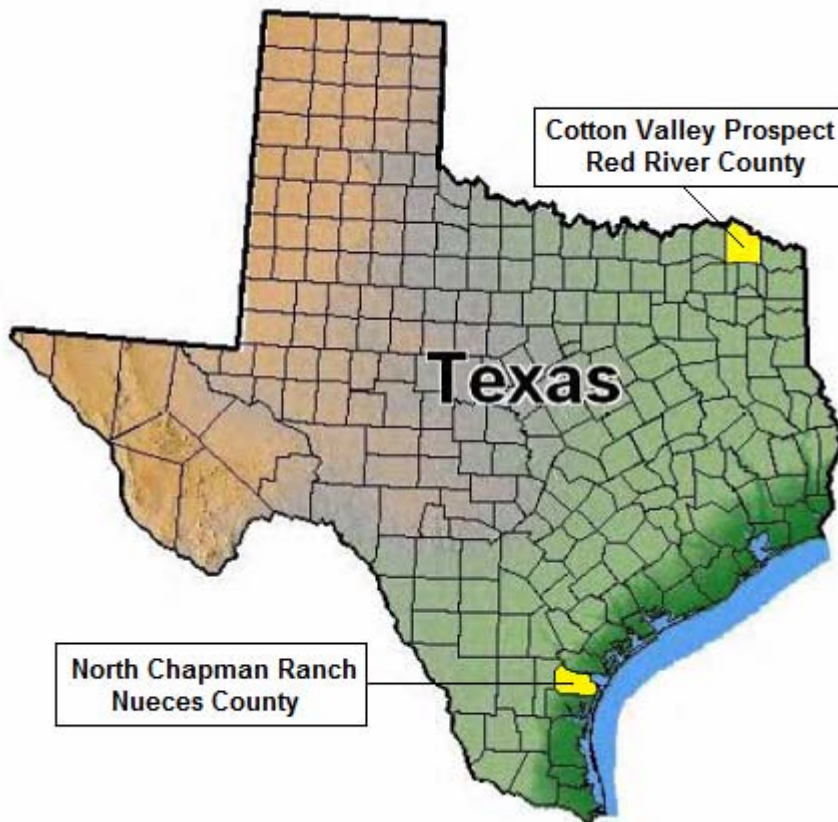 Cotton Valley Prospect
Red River County
Texas
North Chapman Ranch
Nueces County